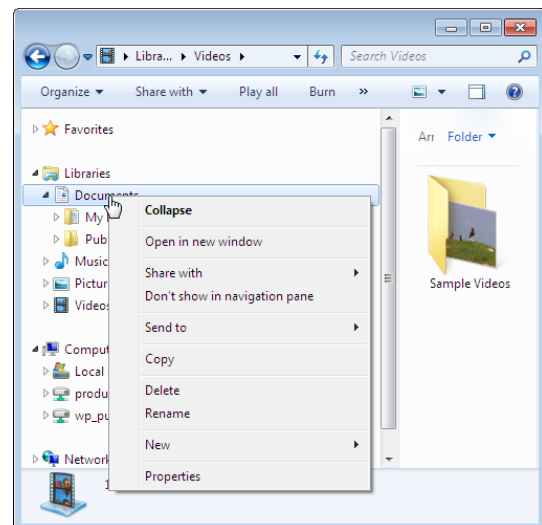 Libra... Videos
Search Videos
Organize Share with Play all Burn »
Favorites
Libraries
Documents
My
Pub
Music
Pictur
Videos
Comput
Local
produ
wp_pu
Network
Collapse
Open in new window
Share with
Don't show in navigation pane
Send to
Copy
Delete
Rename
New
Properties
Arr Folder
Sample Videos
1